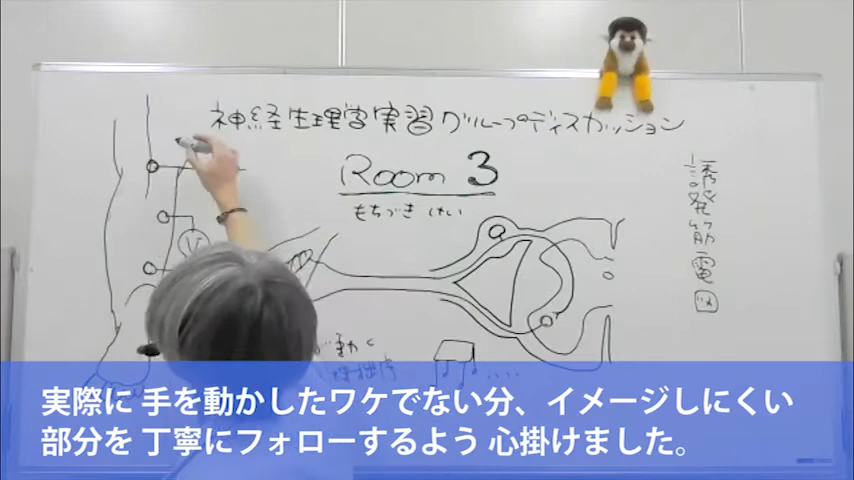 神経生理学実習グループディスカッション
Room 3
もちづき けい
誘発筋電図
V
が動く
実際に 手を動かしたワケでない分、イメージしにくい
部分を 丁寧にフォローするよう 心掛けました。